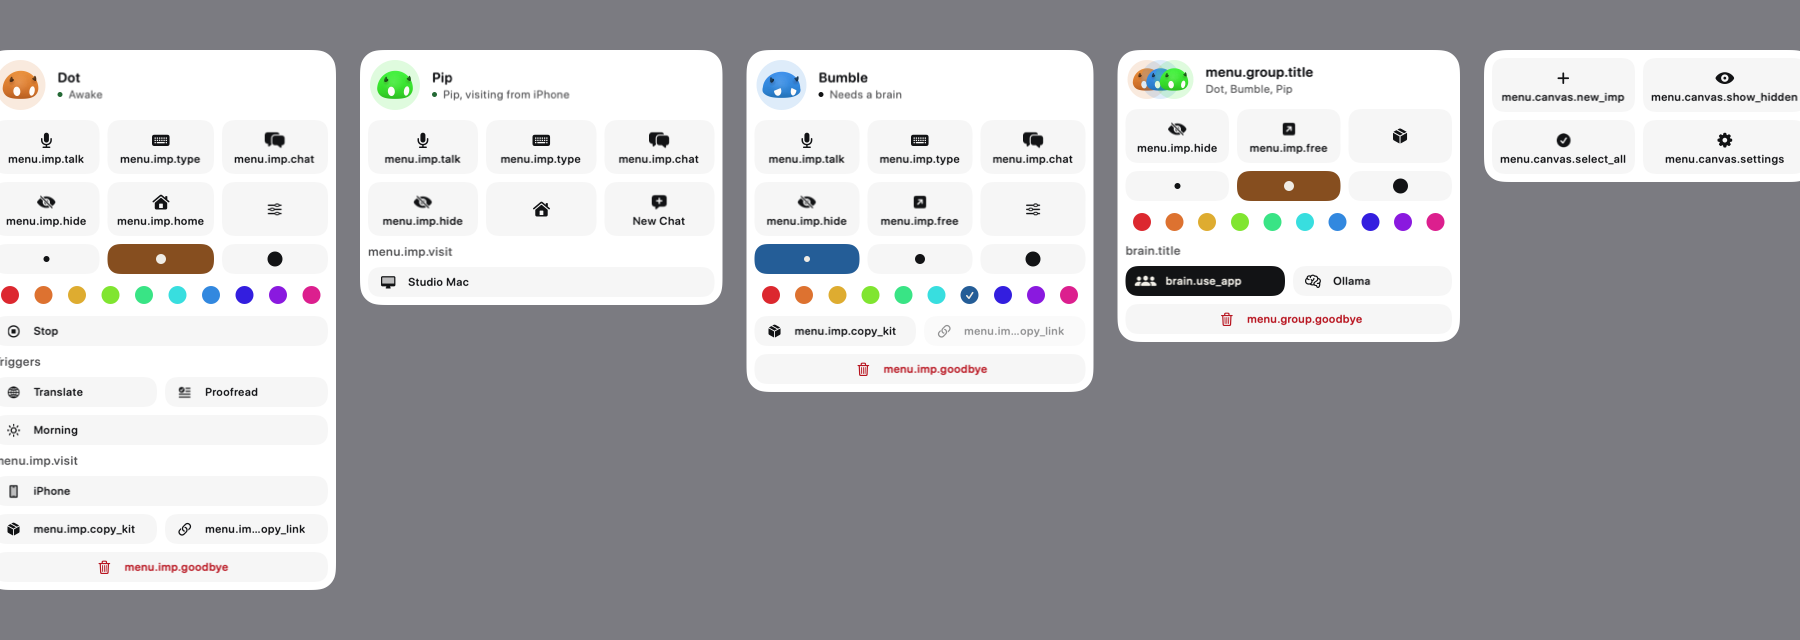 Dot
Awake
menu.imp.talk
menu.imp.type
menu.imp.chat
menu.imp.hide
menu.imp.home
Stop
riggers
Translate
Proofread
Morning
menu.imp.visit
iPhone
menu.imp.copy_kit
menu.im...opy_link
menu.imp.goodbye
Pip
Pip, visiting from iPhone
menu.imp.talk
menu.imp.type
menu.imp.chat
menu.imp.hide
New Chat
menu.imp.visit
Studio Mac
Bumble
Needs a brain
menu.imp.talk
menu.imp.type
menu.imp.chat
menu.imp.hide
menu.imp.free
menu.imp.copy_kit
menu.im...opy_link
menu.imp.goodbye
menu.group.title
Dot, Bumble, Pip
menu.imp.hide
menu.imp.free
brain.title
brain.use_app
Ollama
menu.group.goodbye
menu.canvas.new_imp
menu.canvas.show_hidden
menu.canvas.select_all
menu.canvas.settings